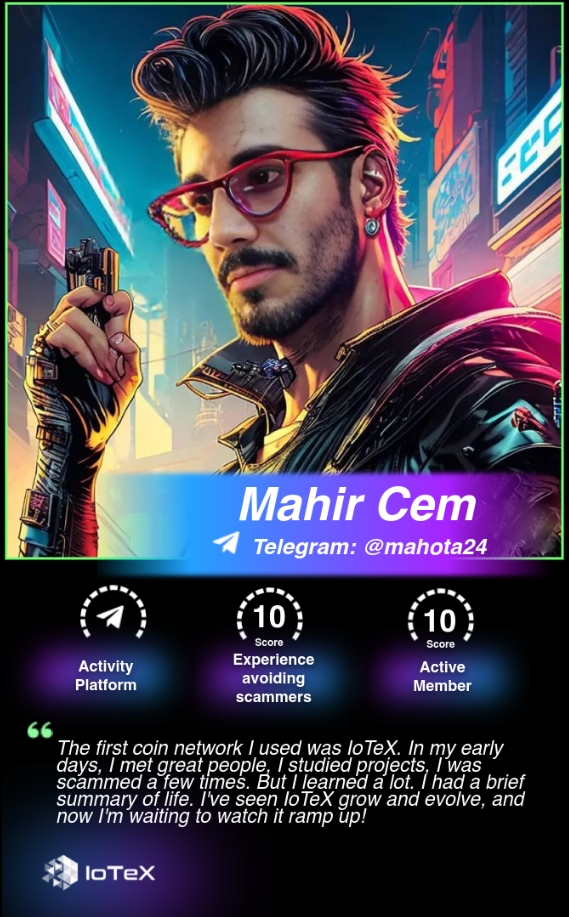 BEC
Mahir Cem
Telegram: @mahota24
Activity
Platform
10
Score
Experience
avoiding
scammers
10
Score
Active
Member
The first coin network I used was IoTeX. In my early
days, I met great people, I studied projects, I was
scammed a few times. But I learned a lot. I had a brief
summary of life. I've seen IoTeX grow and evolve, and
now I'm waiting to watch it ramp up!
IoTeX